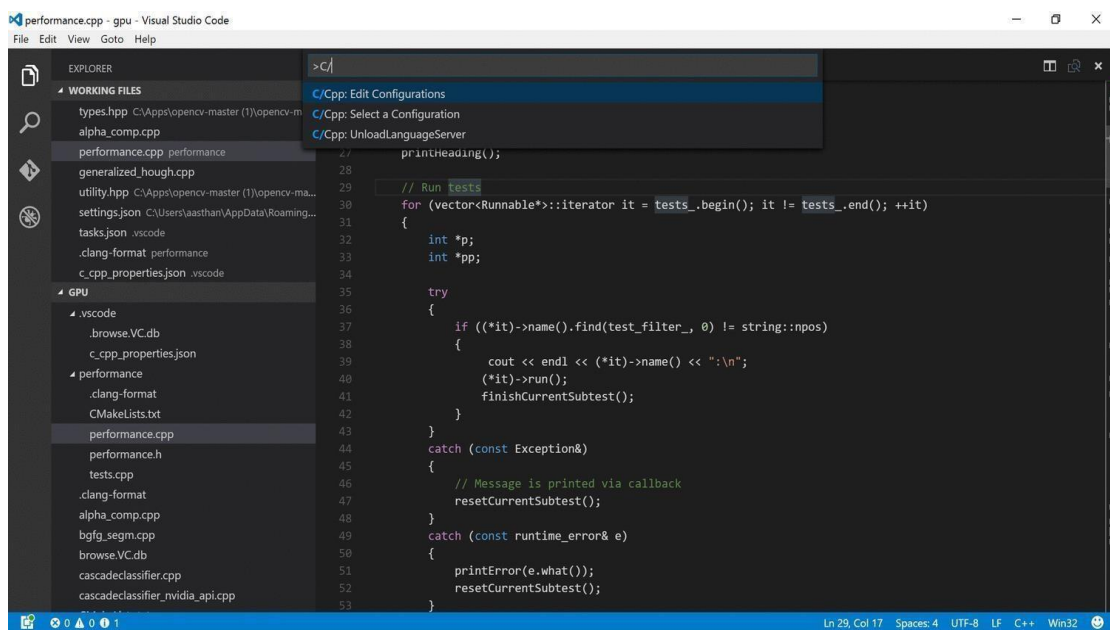 performance.cpp - gpu - Visual Studio Code
File Edit View Goto Help
EXPLORER
WORKING FILES
types.hpp C:\Apps\opencv-master (1)\opencv-m
alpha_comp.cpp
performance.cpp performance
generalized_hough.cpp
utility.hpp C:\Apps\opencv-master (1)\opencv-ma...
settings.json C:\Users\aasthan\AppData\Roaming...
tasks.json .vscode
.clang-format performance
c_cpp_properties.json .vscode
GPU
.vscode
.browse.VC.db
c_cpp_properties.json
performance
.clang-format
CMakeLists.txt
performance.cpp
performance.h
tests.cpp
.clang-format
alpha_comp.cpp
bgfg_segm.cpp
browse.VC.db
cascadeclassifier.cpp
cascadeclassifier_nvidia_api.cpp
>C/
C/Cpp: Edit Configurations
C/Cpp: Select a Configuration
C/Cpp: UnloadLanguageServer
27 printHeading();
28
29 // Run tests
30 for (vector<Runnable*>::iterator it = tests_.begin(); it != tests_.end(); ++it)
31 {
32 int *p;
33 int *pp;
34
35 try
36 {
37 if ((*it)->name().find(test_filter_, 0) != string::npos)
38 {
39 cout << endl << (*it)->name() << ":\n";
40 (*it)->run();
41 finishCurrentSubtest();
42 }
43 }
44 catch (const Exception&)
45 {
46 // Message is printed via callback
47 resetCurrentSubtest();
48 }
49 catch (const runtime_error& e)
50 {
51 printError(e.what());
52 resetCurrentSubtest();
53 }
0 0 1
Ln 29, Col 17 Spaces: 4 UTF-8 LF C++ Win32